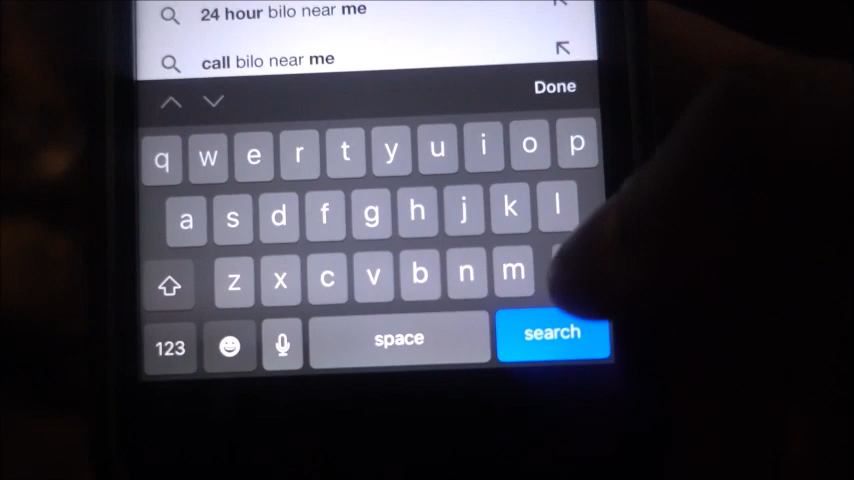 24 hour bilo near me
call bilo near me
Done
q w e r t y u i o p
a s d f g h j k l
z x c v b n m
123 space search